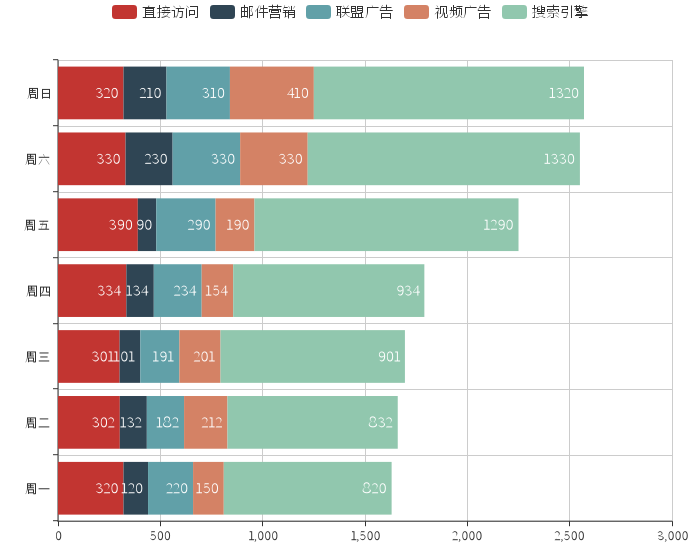 直接访问 邮件营销 联盟广告 视频广告 搜索引擎
周日 320 210 310 410 1320
周六 330 230 330 330 1330
周五 390 90 290 190 1290
周四 334 134 234 154 934
周三 301 101 191 201 901
周二 302 132 182 212 832
周一 320 120 220 150 820
0 500 1,000 1,500 2,000 2,500 3,000